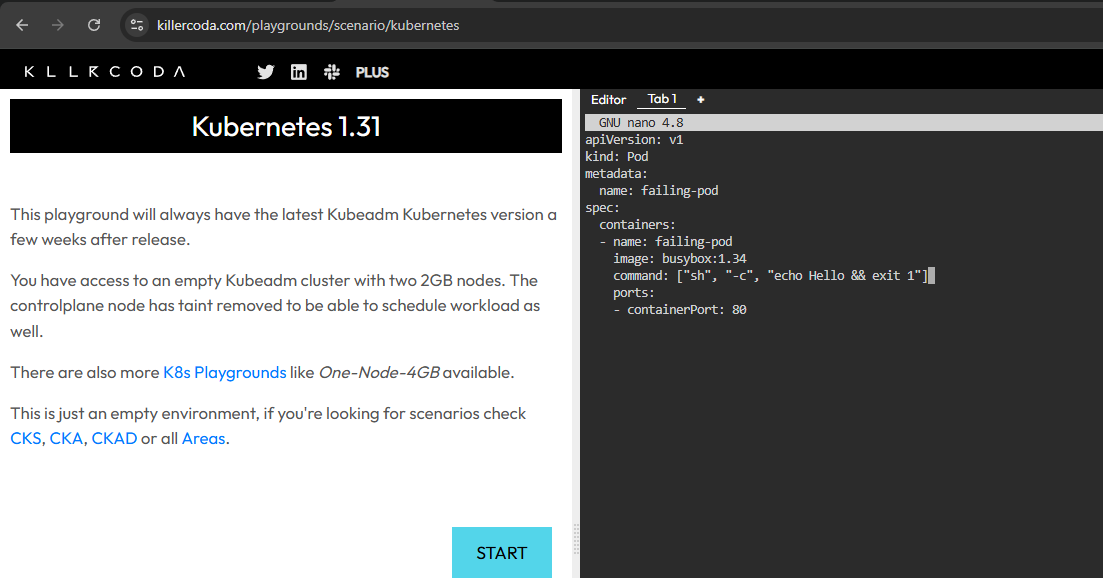 killercoda.com/playgrounds/scenario/kubernetes
KLLRCODA
PLUS
Kubernetes 1.31
This playground will always have the latest Kubeadm Kubernetes version a
few weeks after release.
You have access to an empty Kubeadm cluster with two 2GB nodes. The
controlplane node has taint removed to be able to schedule workload as
well.
There are also more K8s Playgrounds like One-Node-4GB available.
This is just an empty environment, if you're looking for scenarios check
CKS, CKA, CKAD or all Areas.
START
Editor Tab 1 +
GNU nano 4.8
apiVersion: v1
kind: Pod
metadata:
  name: failing-pod
spec:
  containers:
  - name: failing-pod
    image: busybox:1.34
    command: ["sh", "-c", "echo Hello && exit 1"]
    ports:
    - containerPort: 80